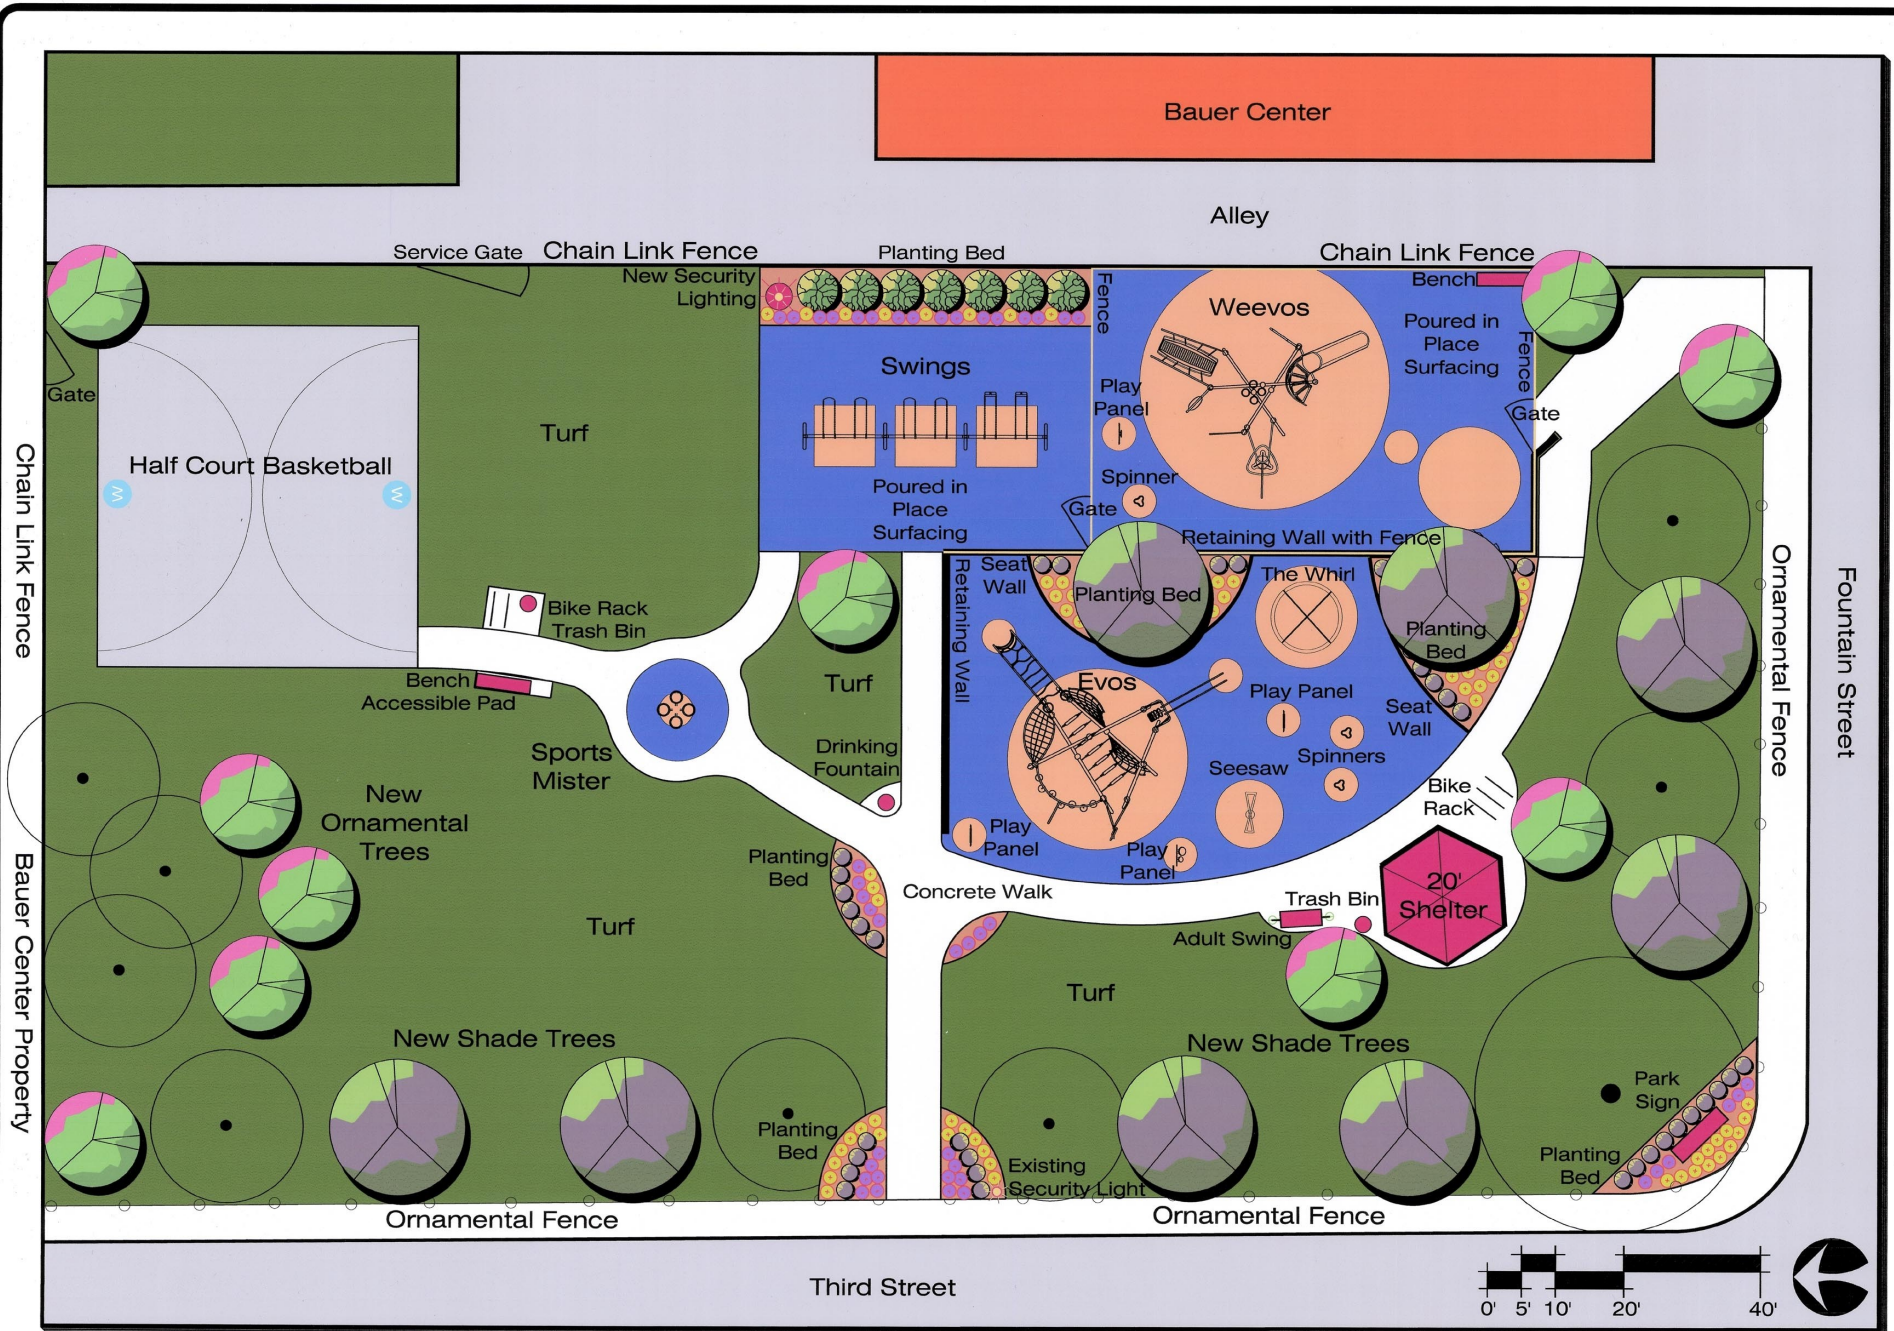 Bauer Center
Alley
Service Gate
Chain Link Fence
Planting Bed
Chain Link Fence
New Security
Lighting
Fence
Bench
Weevos
Poured in
Place
Surfacing
Fence
Swings
Play
Panel
Gate
Gate
Turf
Half Court Basketball
Chain Link Fence
Spinner
Poured in
Place
Surfacing
Gate
Retaining Wall with Fence
Retaining Wall
Seat
Wall
The Whirl
Planting Bed
Planting
Bed
Bike Rack
Trash Bin
Bench
Accessible Pad
Turf
Evos
Play Panel
Seat
Wall
Ornamental Fence
Fountain Street
Sports
Mister
Drinking
Fountain
Spinners
Seesaw
Bike
Rack
New
Ornamental
Trees
Play
Panel
Play
Panel
Planting
Bed
Concrete Walk
Trash Bin
20'
Shelter
Adult Swing
Turf
Turf
Bauer Center Property
New Shade Trees
New Shade Trees
Park
Sign
Planting
Bed
Existing
Security Light
Planting
Bed
Ornamental Fence
Ornamental Fence
Third Street
0' 5' 10' 20' 40'